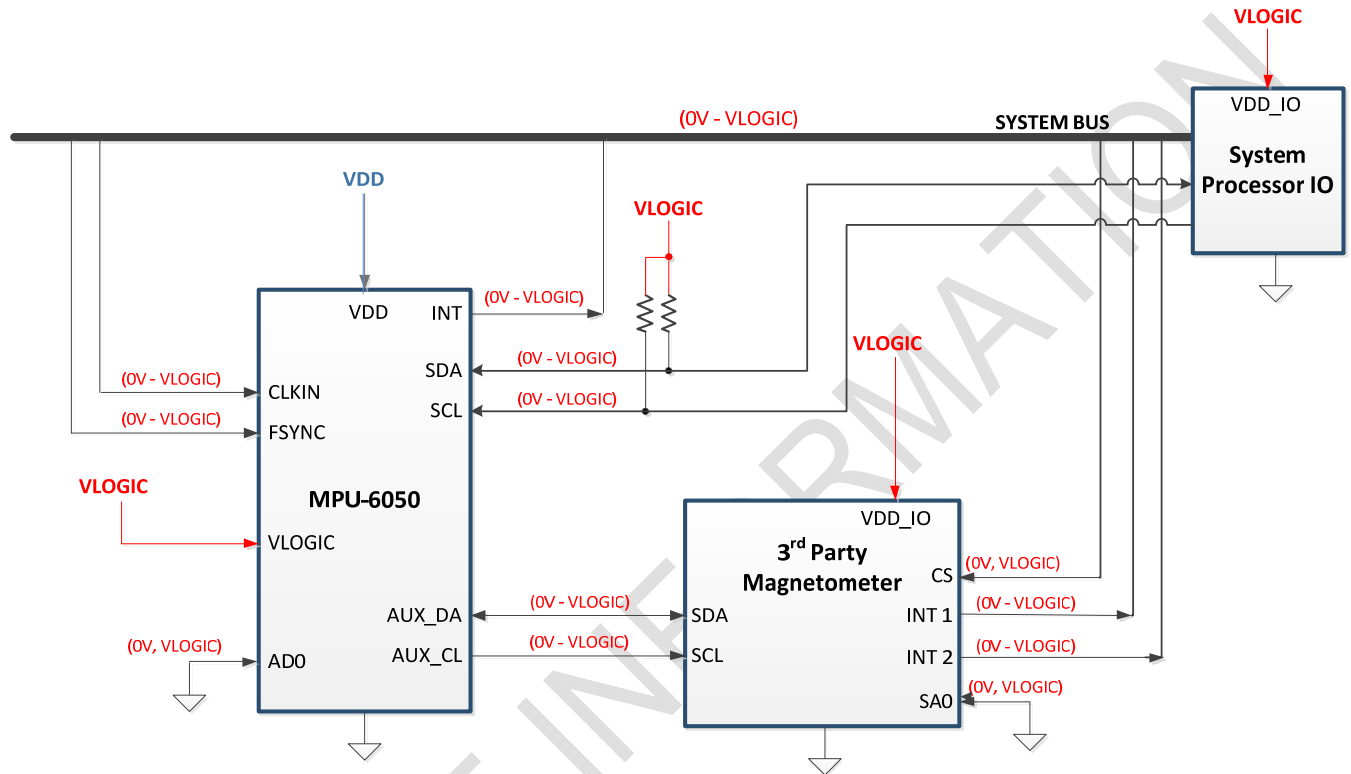 VLOGIC
VDD_IO
System
Processor IO
(0V - VLOGIC)
SYSTEM BUS
VDD
VLOGIC
VDD
INT
(0V - VLOGIC)
SDA
(0V - VLOGIC)
SCL
(0V - VLOGIC)
(0V - VLOGIC)
CLKIN
(0V - VLOGIC)
FSYNC
MPU-6050
VLOGIC
VLOGIC
AUX_DA
(0V - VLOGIC)
AUX_CL
(0V - VLOGIC)
(0V, VLOGIC)
AD0
VLOGIC
VDD_IO
3rd Party
Magnetometer
CS
(0V, VLOGIC)
SDA
INT 1
(0V - VLOGIC)
SCL
INT 2
(0V - VLOGIC)
SA0
(0V, VLOGIC)
E INFORMATION